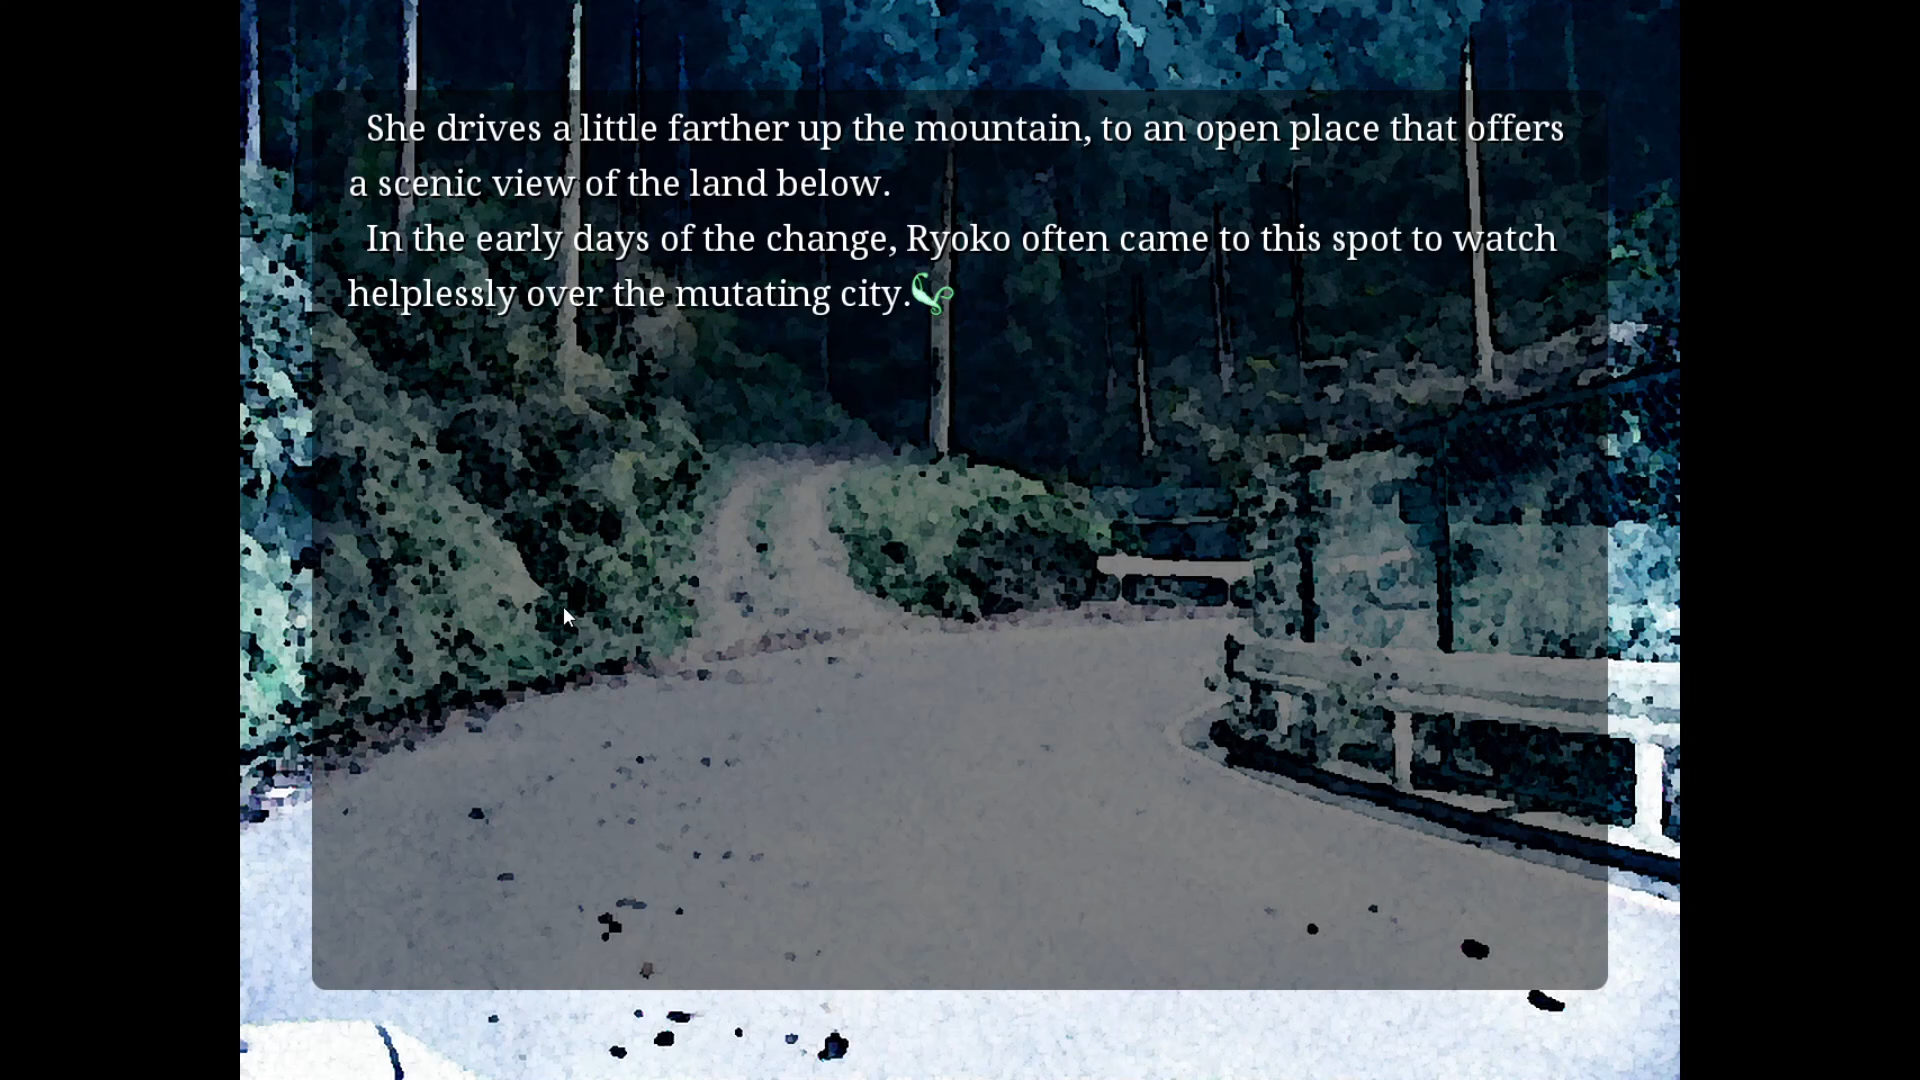 She drives a little farther up the mountain, to an open place that offers
a scenic view of the land below.
In the early days of the change, Ryoko often came to this spot to watch
helplessly over the mutating city.